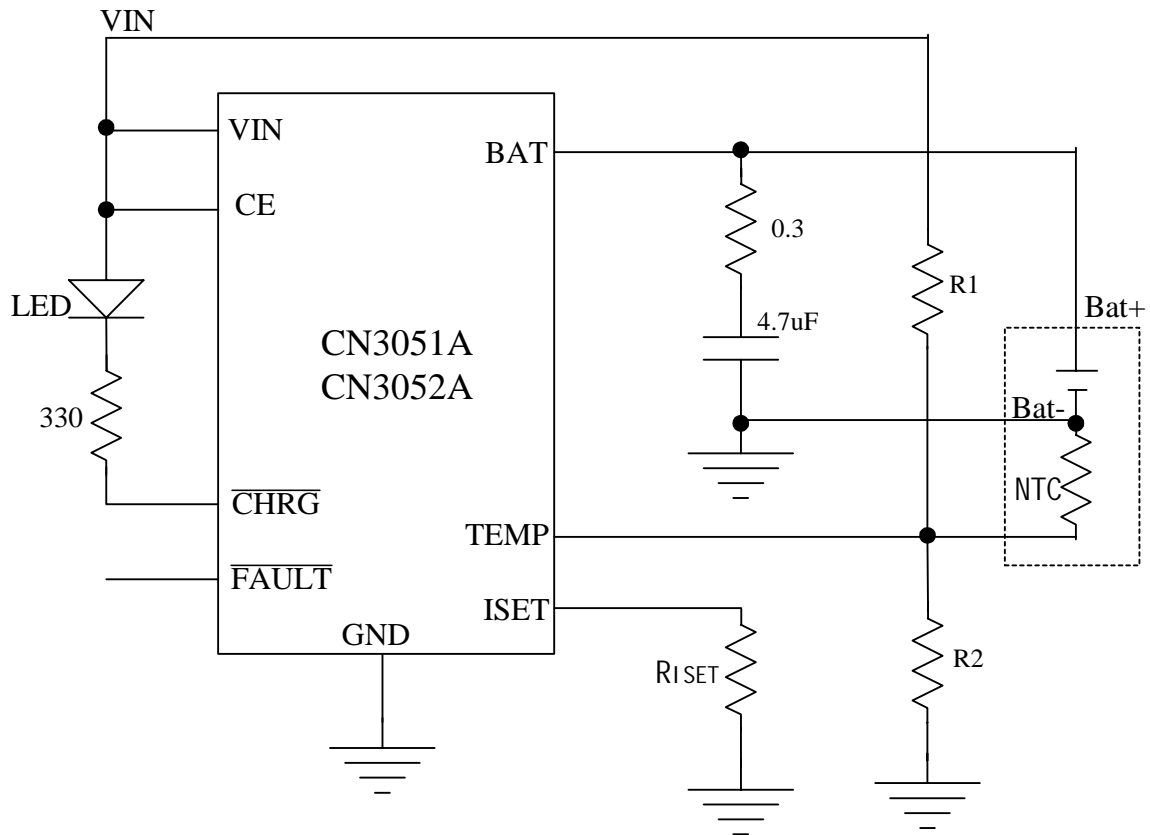 VIN
VIN
BAT
CE
0.3
R1
LED
4.7uF
Bat+
CN3051A
CN3052A
330
Bat-
NTC
CHRG
TEMP
FAULT
ISET
GND
RISET
R2